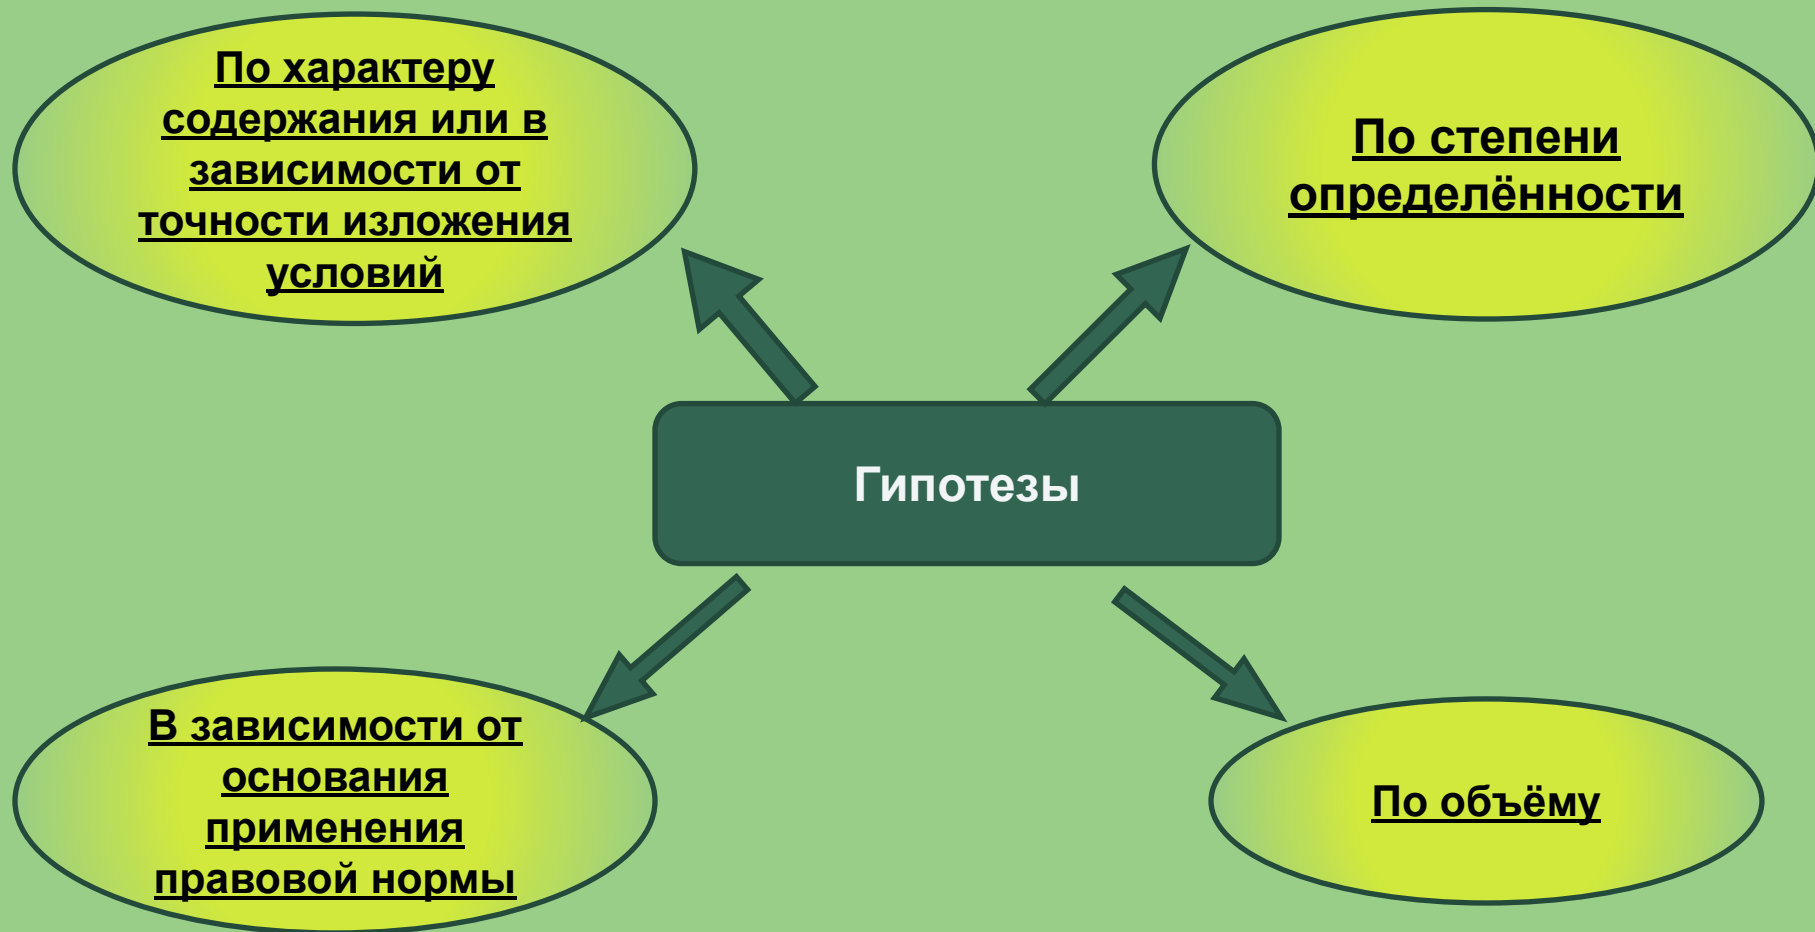 По характеру
содержания или в
зависимости от
точности изложения
условий
По степени
определённости
Гипотезы
В зависимости от
основания
применения
правовой нормы
По объёму